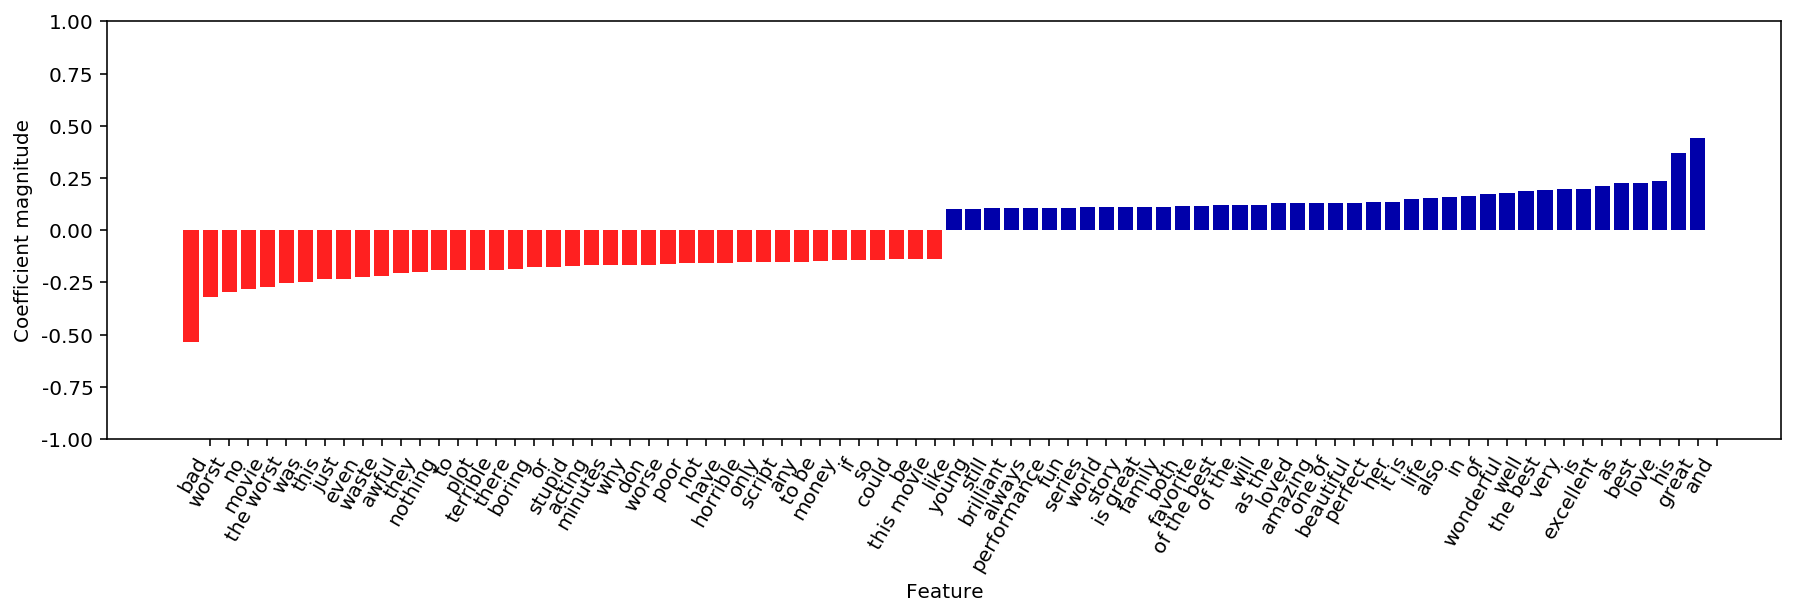 1.00
0.75
0.50
0.25
0.00
-0.25
-0.50
-0.75
-1.00
Coefficient magnitude
bad
worst
no
movie
the worst
was
this
just
even
waste
awful
they
nothing
to
plot
terrible
there
boring
or
stupid
acting
minutes
why
don
worse
poor
not
have
horrible
only
script
any
to be
money
if
so
could
be
this movie
like
young
still
brilliant
always
performance
fun
series
world
story
is great
family
both
favorite
of the best
of the
will
as the
loved
amazing
one of
beautiful
perfect
her
it is
life
also
in
of
wonderful
well
the best
very
is
excellent
as
best
love
his
great
and
Feature